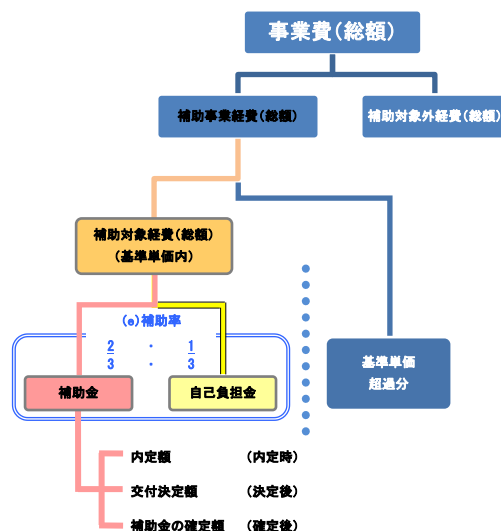 事業費(総額)
補助事業経費(総額)
補助対象外経費(総額)
補助対象経費(総額)
(基準単価内)
(e)補助率
2/3 ・ 1/3
補助金
自己負担金
基準単価
超過分
内定額 (内定時)
交付決定額 (決定後)
補助金の確定額 (確定後)